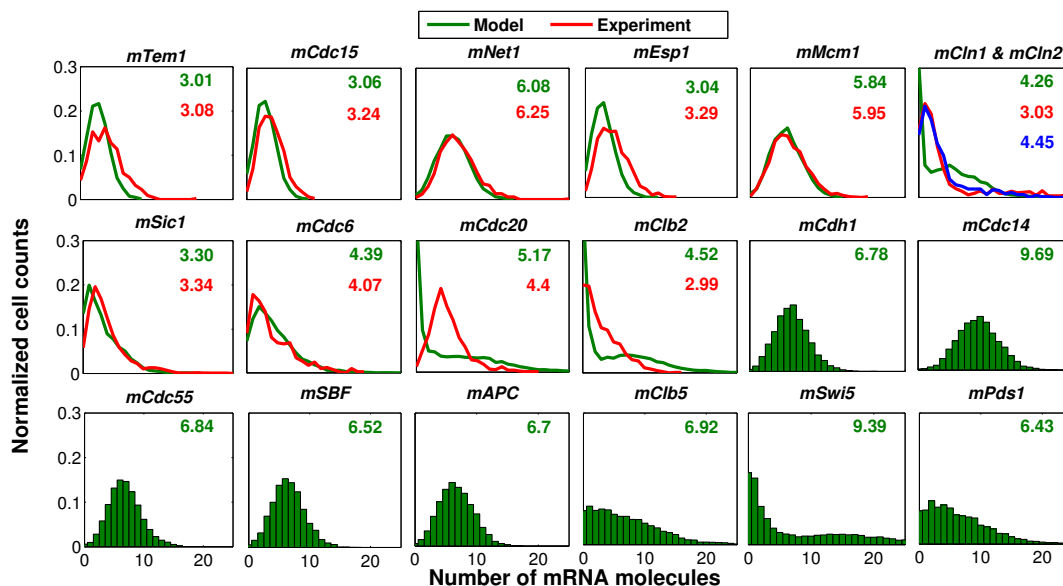 Model Experiment
mTem1 mCdc15 mNet1 mEsp1 mMcm1 mCln1 & mCln2
0.3 3.01 3.06 6.08 3.04 5.84 4.26
0.2 3.08 3.24 6.25 3.29 5.95 3.03
4.45
0.1
0
mSic1 mCdc6 mCdc20 mClb2 mCdh1 mCdc14
0.3 3.30 4.39 5.17 4.52 6.78 9.69
3.34 4.07 4.4 2.99
0.2
0.1
0
mCdc55 mSBF mAPC mClb5 mSwi5 mPds1
0.3 6.84 6.52 6.7 6.92 9.39 6.43
0.2
0.1
0
0 10 20 0 10 20 0 10 20 0 10 20 0 10 20 0 10 20
Number of mRNA molecules
Normalized cell counts